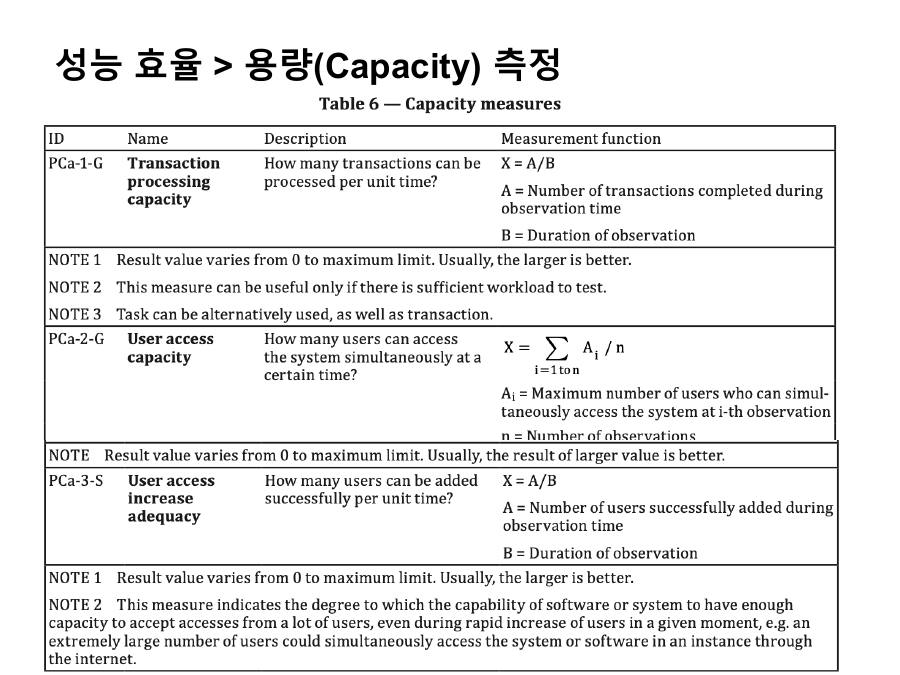 성능 효율 > 용량(Capacity) 측정
Table 6 — Capacity measures
ID Name Description Measurement function
PCa-1-G Transaction processing capacity How many transactions can be processed per unit time? X = A/B
A = Number of transactions completed during
observation time
B = Duration of observation
NOTE 1 Result value varies from 0 to maximum limit. Usually, the larger is better.
NOTE 2 This measure can be useful only if there is sufficient workload to test.
NOTE 3 Task can be alternatively used, as well as transaction.
PCa-2-G User access capacity How many users can access the system simultaneously at a certain time? X = ∑ Ai / n
i=1 to n
Ai = Maximum number of users who can simul-
taneously access the system at i-th observation
n = Number of observations
NOTE Result value varies from 0 to maximum limit. Usually, the result of larger value is better.
PCa-3-S User access increase adequacy How many users can be added successfully per unit time? X = A/B
A = Number of users successfully added during
observation time
B = Duration of observation
NOTE 1 Result value varies from 0 to maximum limit. Usually, the larger is better.
NOTE 2 This measure indicates the degree to which the capability of software or system to have enough
capacity to accept accesses from a lot of users, even during rapid increase of users in a given moment, e.g. an
extremely large number of users could simultaneously access the system or software in an instance through
the internet.